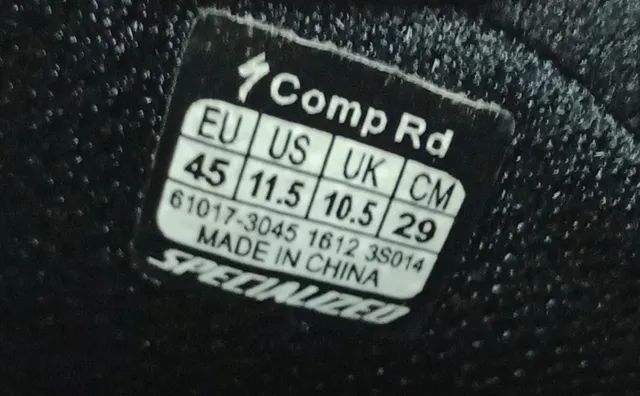 Comp Rd
EU US UK CM
45 11.5 10.5 29
61017-3045 1612 3S014
MADE IN CHINA
SPECIALIZED